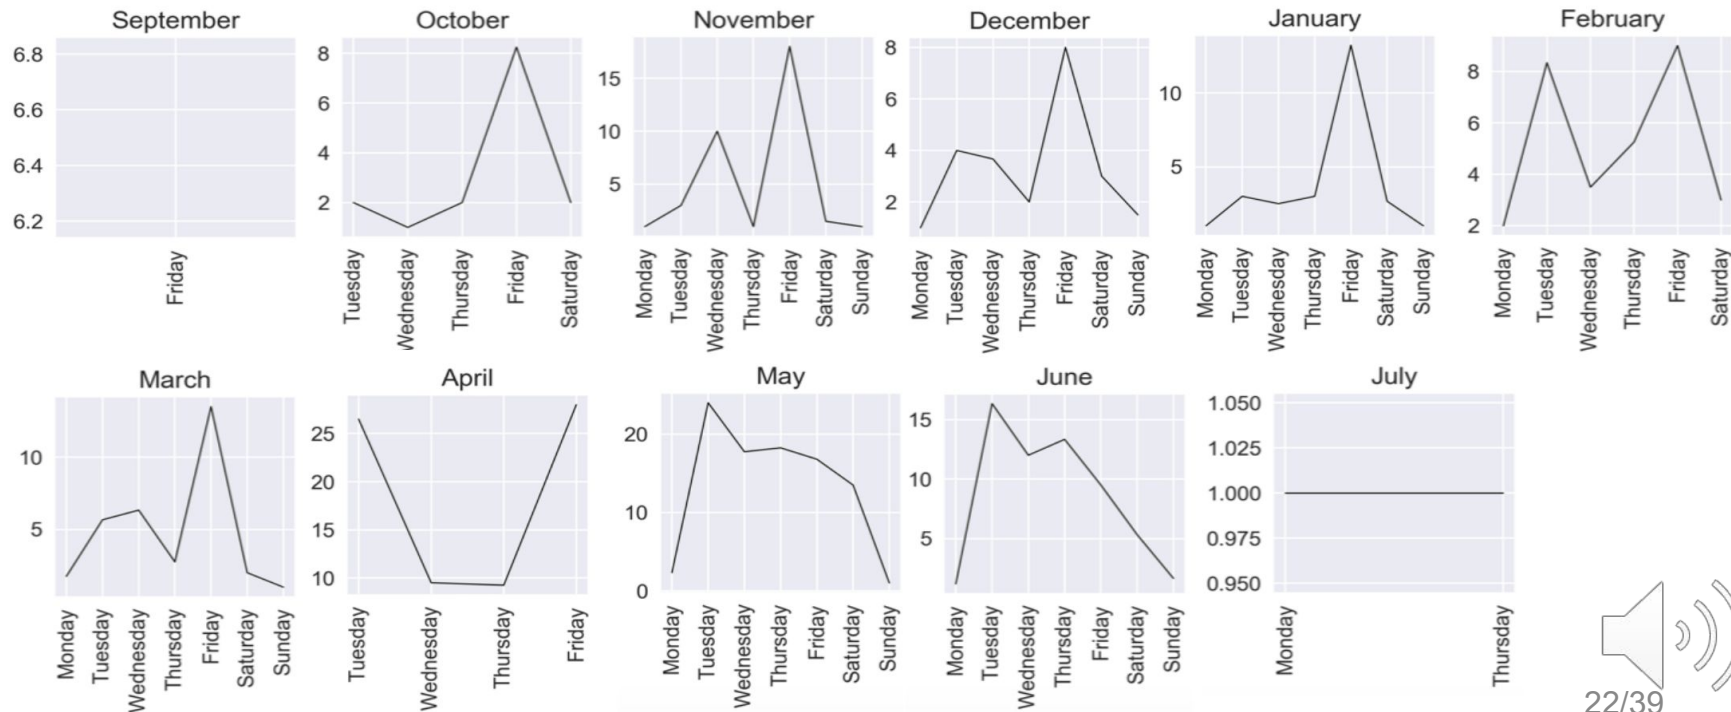 September
6.8
6.6
6.4
6.2
Friday
October
8
6
4
2
Tuesday
Wednesday
Thursday
Friday
Saturday
November
15
10
5
Monday
Tuesday
Wednesday
Thursday
Friday
Saturday
Sunday
December
8
6
4
2
Monday
Tuesday
Wednesday
Thursday
Friday
Saturday
Sunday
January
10
5
Monday
Tuesday
Wednesday
Thursday
Friday
Saturday
Sunday
February
8
6
4
2
Monday
Tuesday
Wednesday
Thursday
Friday
Saturday
March
10
5
Monday
Tuesday
Wednesday
Thursday
Friday
Saturday
Sunday
April
25
20
15
10
Tuesday
Wednesday
Thursday
Friday
May
20
10
0
Monday
Tuesday
Wednesday
Thursday
Friday
Saturday
Sunday
June
15
10
5
Monday
Tuesday
Wednesday
Thursday
Friday
Saturday
Sunday
July
1.050
1.025
1.000
0.975
0.950
Monday
Thursday
22/39